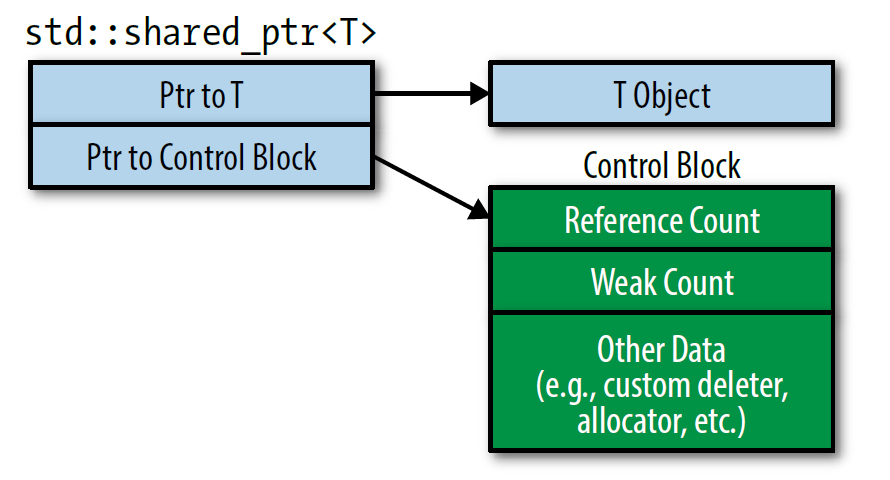 std::shared_ptr<T>
Ptr to T
T Object
Ptr to Control Block
Control Block
Reference Count
Weak Count
Other Data
(e.g., custom deleter,
allocator, etc.)